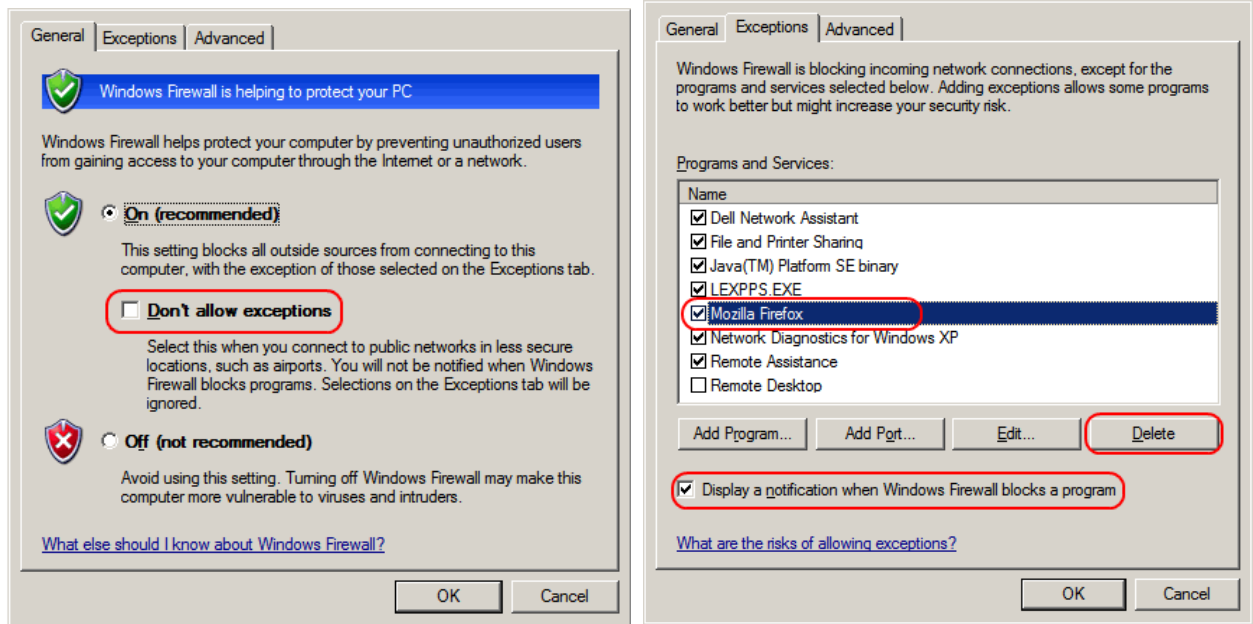 General Exceptions Advanced
Windows Firewall is helping to protect your PC
Windows Firewall helps protect your computer by preventing unauthorized users
from gaining access to your computer through the Internet or a network.
On (recommended)
This setting blocks all outside sources from connecting to this
computer, with the exception of those selected on the Exceptions tab.
Don't allow exceptions
Select this when you connect to public networks in less secure
locations, such as airports. You will not be notified when Windows
Firewall blocks programs. Selections on the Exceptions tab will be
ignored.
Off (not recommended)
Avoid using this setting. Turning off Windows Firewall may make this
computer more vulnerable to viruses and intruders.
What else should I know about Windows Firewall?
OK Cancel
General Exceptions Advanced
Windows Firewall is blocking incoming network connections, except for the
programs and services selected below. Adding exceptions allows some programs
to work better but might increase your security risk.
Programs and Services:
Name
Dell Network Assistant
File and Printer Sharing
Java(TM) Platform SE binary
LEXPPS.EXE
Mozilla Firefox
Network Diagnostics for Windows XP
Remote Assistance
Remote Desktop
Add Program... Add Port... Edit... Delete
Display a notification when Windows Firewall blocks a program
What are the risks of allowing exceptions?
OK Cancel